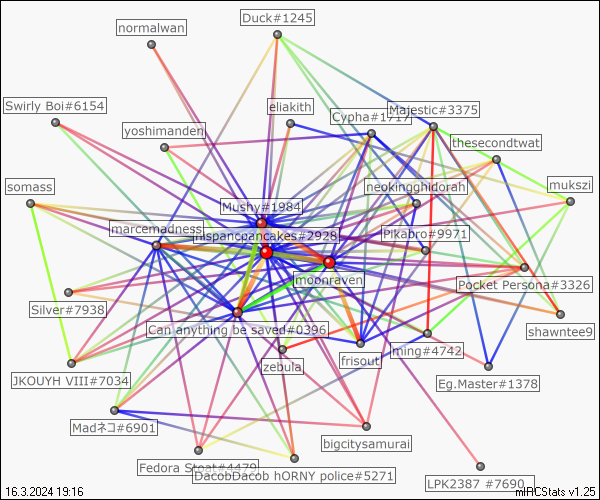 Duck#1245
normalwan
Swirly Boi#6154
eliakith
Cypha#1717
Majestic#3375
yoshimanden
thesecondtwat
somass
neokingghidorah
mukszi
Mushy#1984
marcemadness
hispanopancakes#2928
Pikabro#9971
moonraven
Pocket Persona#3326
Silver#7938
Can anything be saved#0396
shawntee9
zebula
frisout
ming#4742
JKOUYH VIII#7034
Eg.Master#1378
Madネコ#6901
bigcitysamurai
Fedora Stoat#4479
DacobDacob hORNY police#5271
LPK2387 #7690
16.3.2024 19:16
mIRCStats v1.25